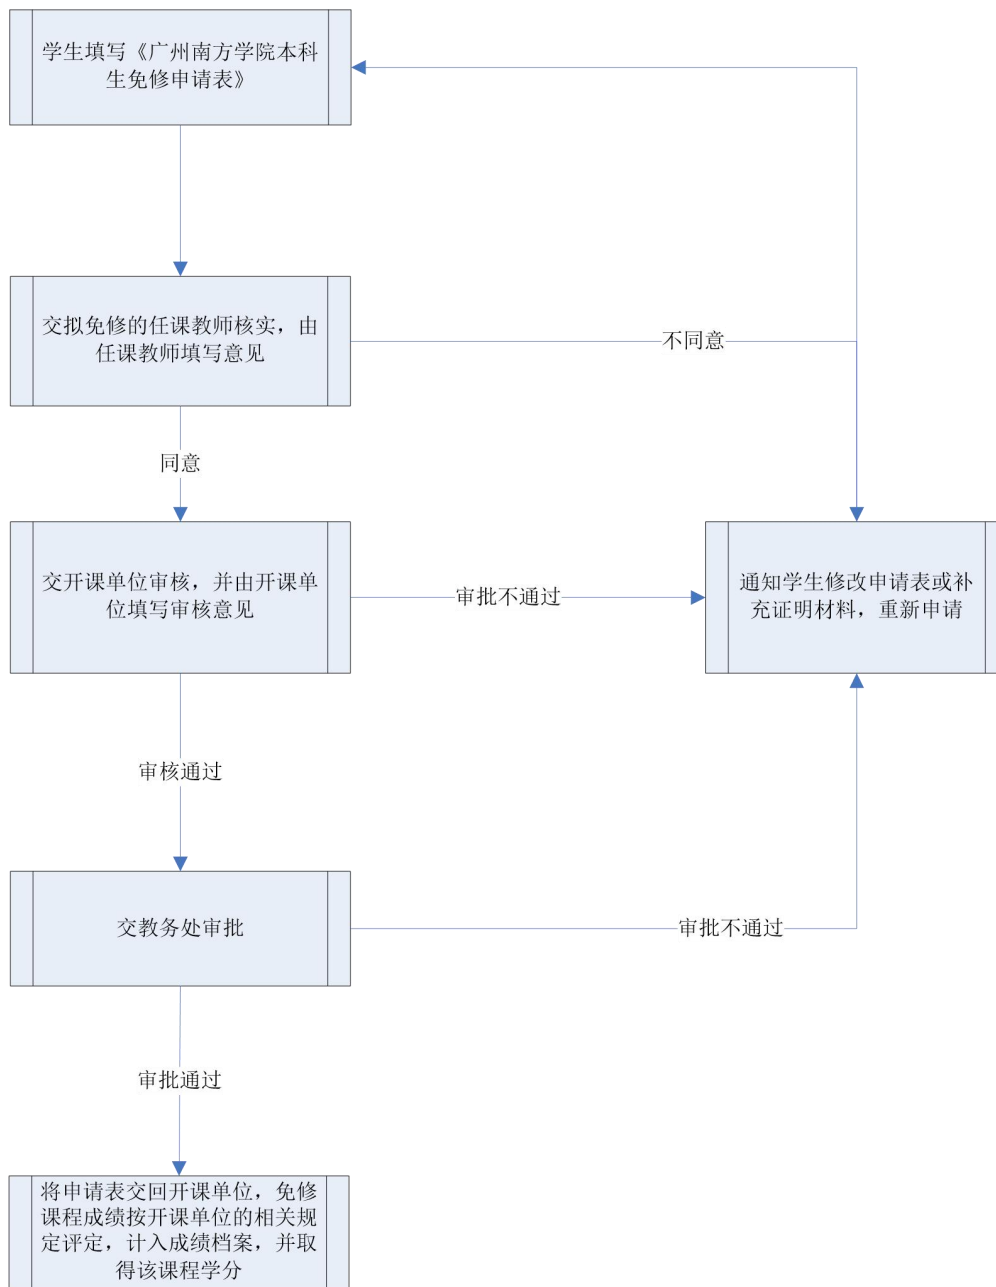 学生填写《广州南方学院本科
生免修申请表》
交拟免修的任课教师核实，由
任课教师填写意见
不同意
同意
交开课单位审核，并由开课单
位填写审核意见
审批不通过
通知学生修改申请表或补
充证明材料，重新申请
审核通过
交教务处审批
审批不通过
审批通过
将申请表交回开课单位，免修
课程成绩按开课单位的相关规
定评定，计入成绩档案，并取
得该课程学分